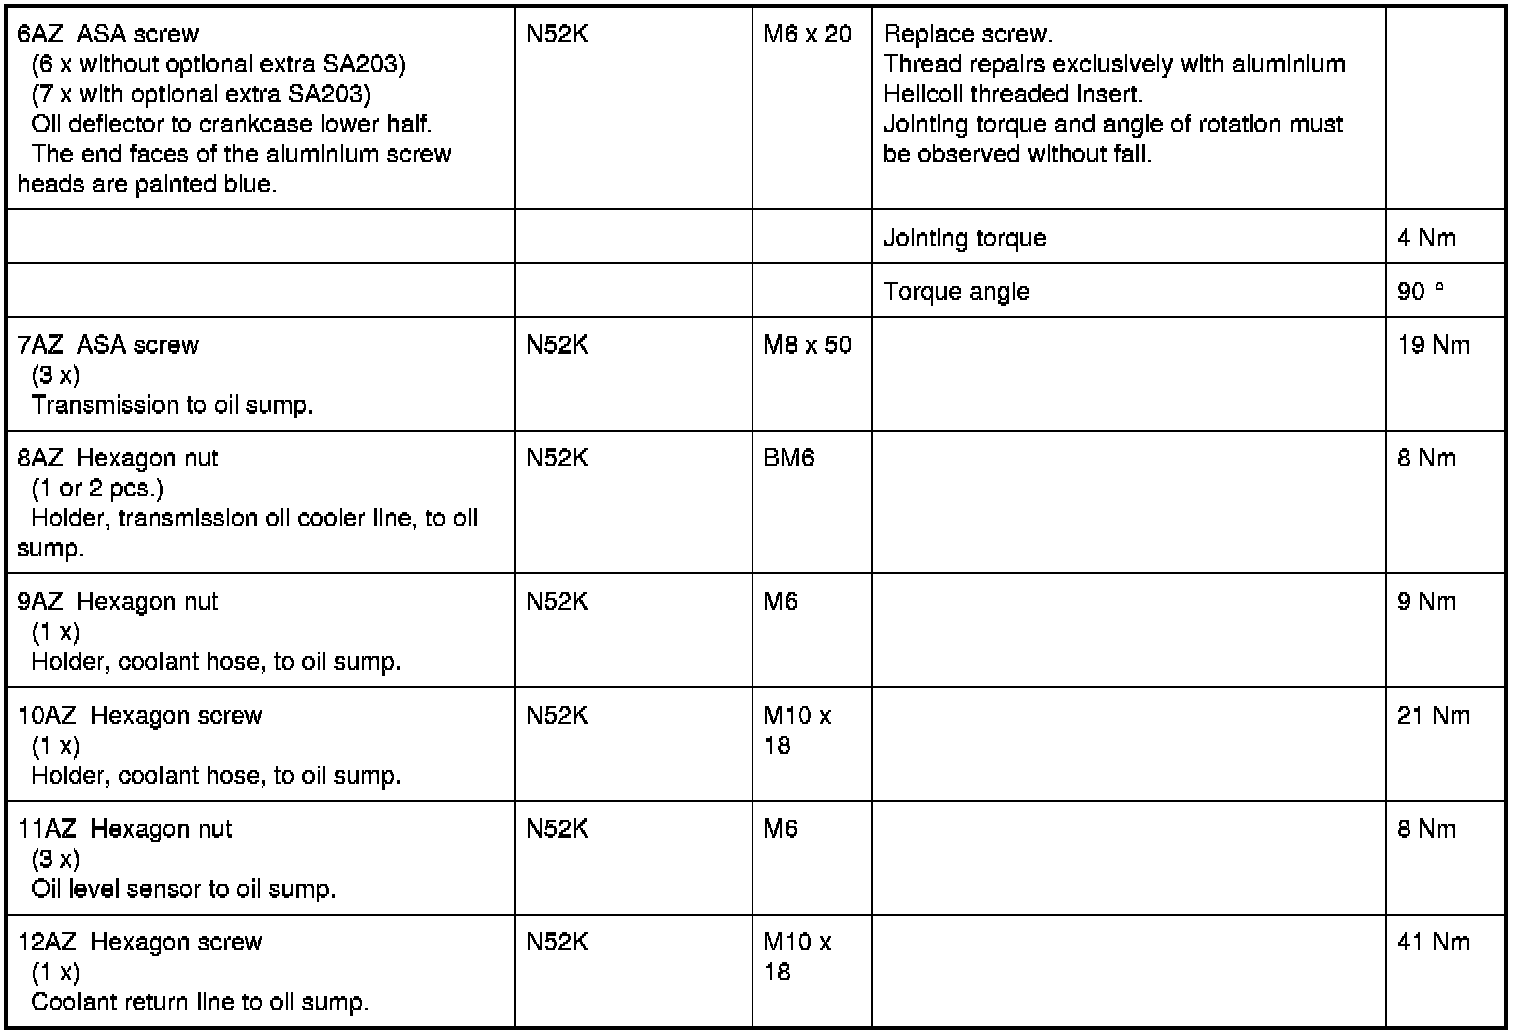 6AZ ASA screw
(6 x without optional extra SA203)
(7 x with optional extra SA203)
Oil deflector to crankcase lower half.
The end faces of the aluminium screw
heads are painted blue.
N52K
M6 x 20
Replace screw.
Thread repairs exclusively with aluminium
Helicoil threaded insert.
Jointing torque and angle of rotation must
be observed without fail.
Jointing torque
4 Nm
Torque angle
90 °
7AZ ASA screw
(3 x)
Transmission to oil sump.
N52K
M8 x 50
19 Nm
8AZ Hexagon nut
(1 or 2 pcs.)
Holder, transmission oil cooler line, to oil
sump.
N52K
BM6
8 Nm
9AZ Hexagon nut
(1 x)
Holder, coolant hose, to oil sump.
N52K
M6
9 Nm
10AZ Hexagon screw
(1 x)
Holder, coolant hose, to oil sump.
N52K
M10 x
18
21 Nm
11AZ Hexagon nut
(3 x)
Oil level sensor to oil sump.
N52K
M6
8 Nm
12AZ Hexagon screw
(1 x)
Coolant return line to oil sump.
N52K
M10 x
18
41 Nm